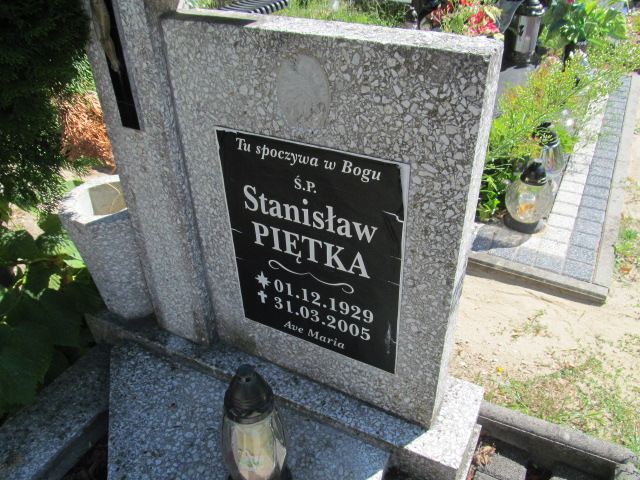 Tu spoczywa w Bogu
Ś.P.
Stanisław
PIĘTKA
01.12.1929
31.03.2005
Ave Maria